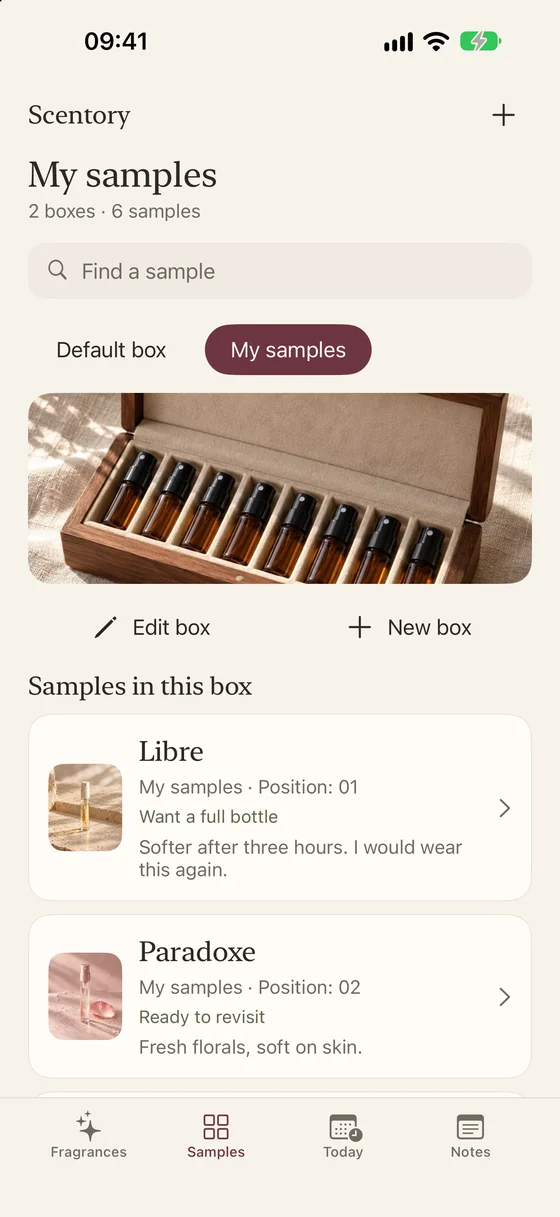 09:41
Scentory
My samples
2 boxes · 6 samples
Find a sample
Default box
My samples
Edit box
New box
Samples in this box
Libre
My samples · Position: 01
Want a full bottle
Softer after three hours. I would wear
this again.
Paradoxe
My samples · Position: 02
Ready to revisit
Fresh florals, soft on skin.
Fragrances
Samples
Today
Notes